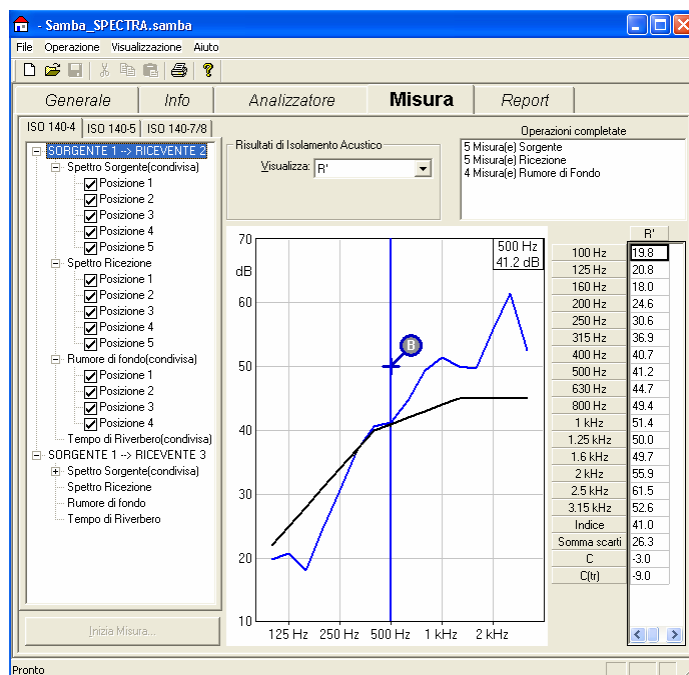 - Samba_SPECTRA.samba
File Operazione Visualizzazione Aiuto
Generale Info Analizzatore Misura Report
ISO 140-4 ISO 140-5 ISO 140-7/8
SORGENTE 1 --> RICEVENTE 2
Spettro Sorgente(condivisa)
Posizione 1
Posizione 2
Posizione 3
Posizione 4
Posizione 5
Spettro Ricezione
Posizione 1
Posizione 2
Posizione 3
Posizione 4
Posizione 5
Rumore di fondo(condivisa)
Posizione 1
Posizione 2
Posizione 3
Posizione 4
Tempo di Riverbero(condivisa)
SORGENTE 1 --> RICEVENTE 3
Spettro Sorgente(condivisa)
Spettro Ricezione
Rumore di fondo
Tempo di Riverbero
Inizia Misura...
Risultati di Isolamento Acustico
Visualizza: R'
Operazioni completate
5 Misura(e) Sorgente
5 Misura(e) Ricezione
4 Misura(e) Rumore di Fondo
70
dB
60
50
40
30
20
10
500 Hz
41.2 dB
B
125 Hz 250 Hz 500 Hz 1 kHz 2 kHz
R'
100 Hz 19.8
125 Hz 20.8
160 Hz 18.0
200 Hz 24.6
250 Hz 30.6
315 Hz 36.9
400 Hz 40.7
500 Hz 41.2
630 Hz 44.7
800 Hz 49.4
1 kHz 51.4
1.25 kHz 50.0
1.6 kHz 49.7
2 kHz 55.9
2.5 kHz 61.5
3.15 kHz 52.6
Indice 41.0
Somma scarti 26.3
C -3.0
C(tr) -9.0
Pronto